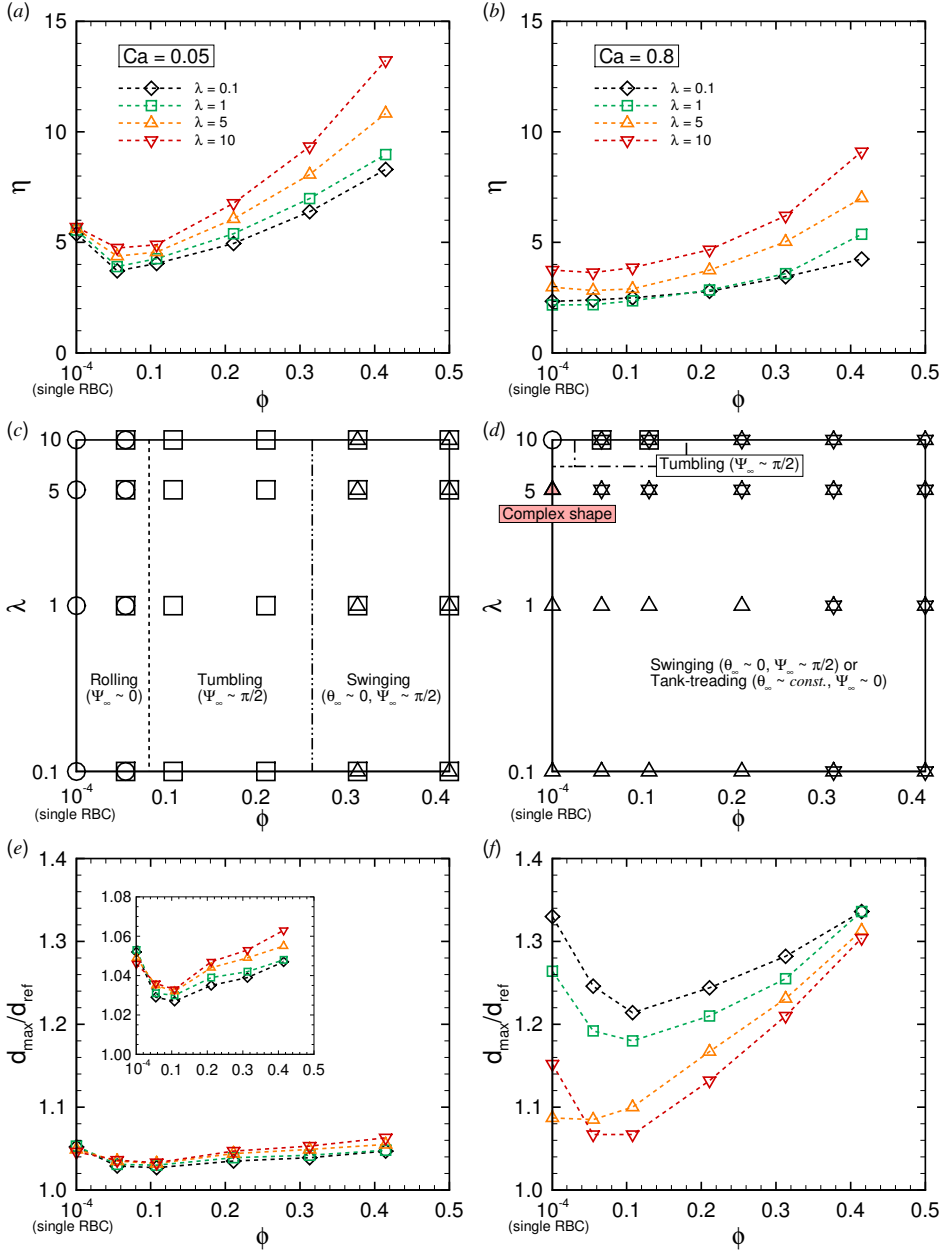 (a)
15
10
5
0
η
Ca = 0.05
λ = 0.1
λ = 1
λ = 5
λ = 10
10⁻⁴ 0.1 0.2 0.3 0.4 0.5
(single RBC)
ϕ
(b)
15
10
5
0
η
Ca = 0.8
λ = 0.1
λ = 1
λ = 5
λ = 10
10⁻⁴ 0.1 0.2 0.3 0.4 0.5
(single RBC)
ϕ
(c)
10
5
1
0.1
λ
Rolling
(Ψ∞ ~ 0)
Tumbling
(Ψ∞ ~ π/2)
Swinging
(θ∞ ~ 0, Ψ∞ ~ π/2)
10⁻⁴ 0.1 0.2 0.3 0.4
(single RBC)
ϕ
(d)
10
5
1
0.1
λ
Tumbling (Ψ∞ ~ π/2)
Complex shape
Swinging (θ∞ ~ 0, Ψ∞ ~ π/2) or
Tank-treading (θ∞ ~ const., Ψ∞ ~ 0)
10⁻⁴ 0.1 0.2 0.3 0.4
(single RBC)
ϕ
(e)
1.4
1.3
1.2
1.1
1.0
d_max/d_ref
1.08
1.06
1.04
1.02
1.00
10⁻⁴ 0.1 0.2 0.3 0.4 0.5
10⁻⁴ 0.1 0.2 0.3 0.4 0.5
(single RBC)
ϕ
(f)
1.4
1.3
1.2
1.1
1.0
d_max/d_ref
10⁻⁴ 0.1 0.2 0.3 0.4 0.5
(single RBC)
ϕ